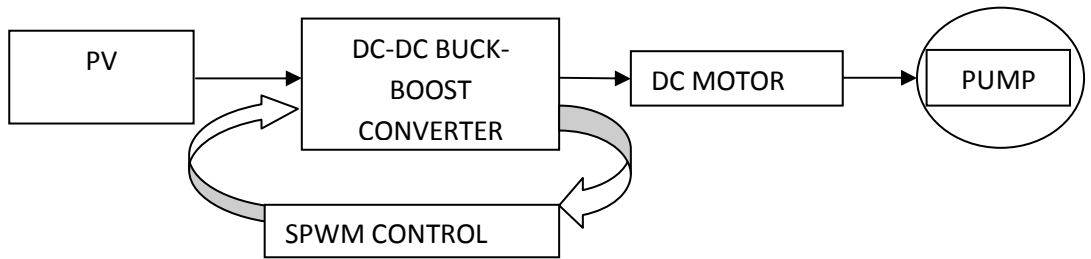 PV
DC-DC BUCK-
BOOST
CONVERTER
DC MOTOR
PUMP
SPWM CONTROL